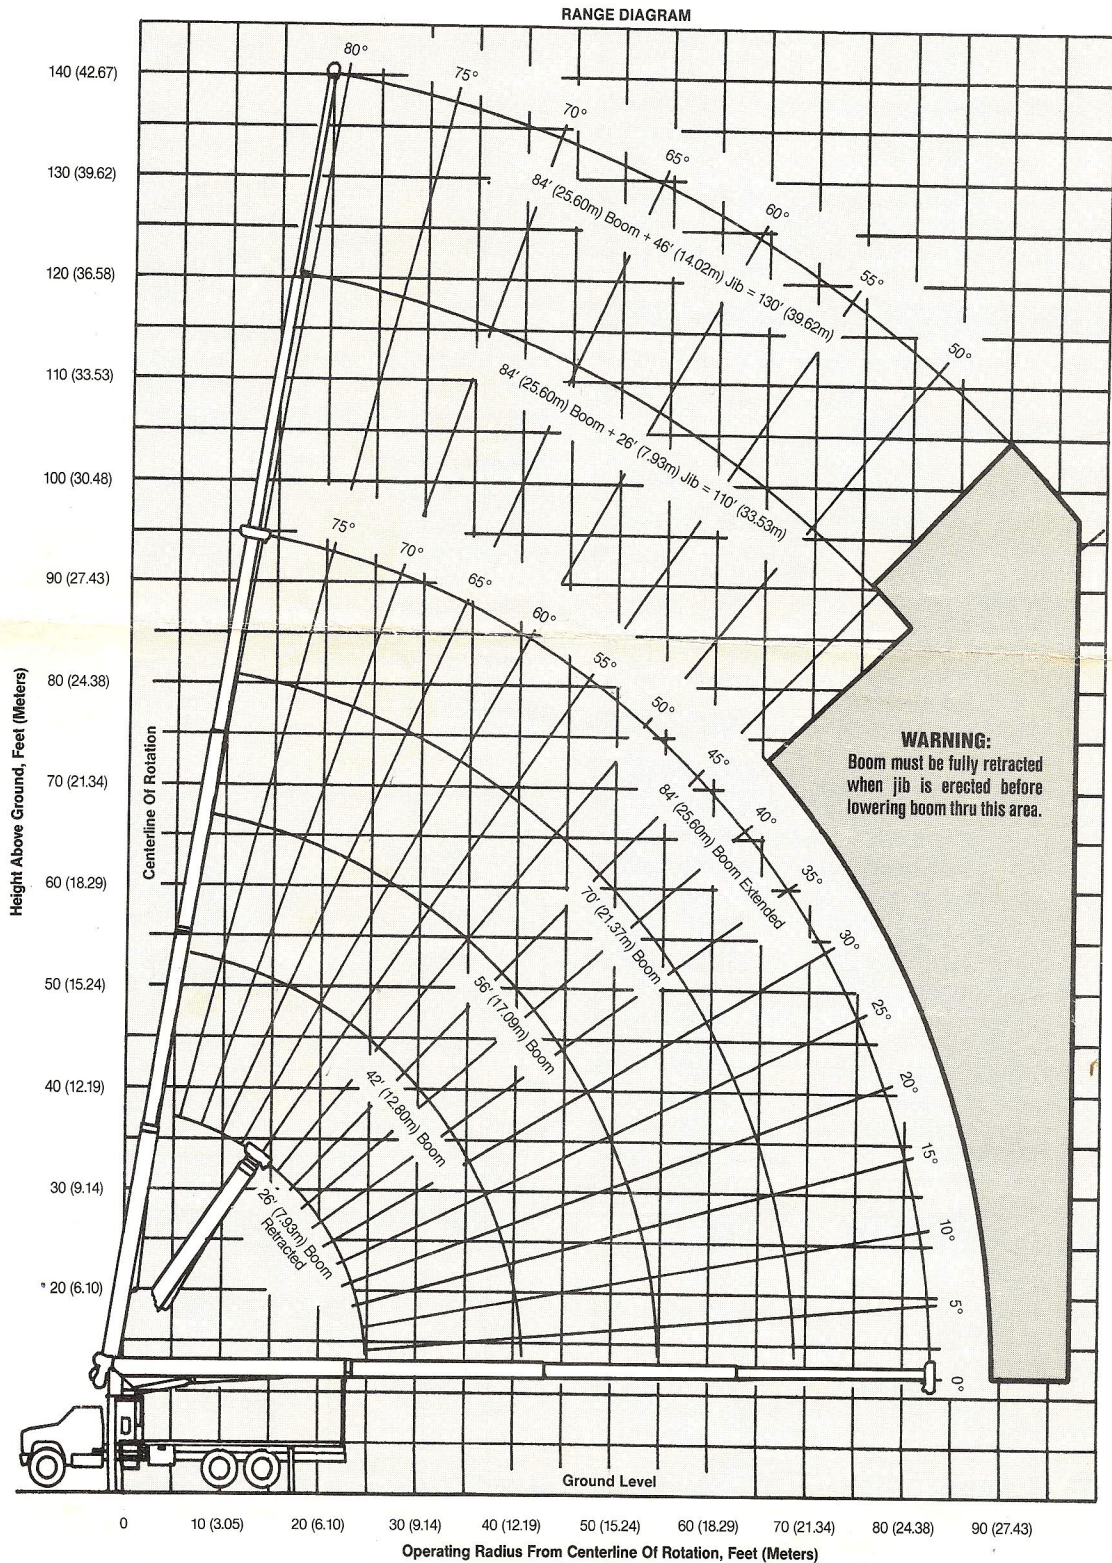 RANGE DIAGRAM
140 (42.67)
130 (39.62)
120 (36.58)
110 (33.53)
100 (30.48)
90 (27.43)
80 (24.38)
70 (21.34)
60 (18.29)
50 (15.24)
40 (12.19)
30 (9.14)
20 (6.10)
Height Above Ground, Feet (Meters)
Centerline Of Rotation
80°
75°
70°
65°
60°
55°
50°
84' (25.60m) Boom + 46' (14.02m) Jib = 130' (39.62m)
84' (25.60m) Boom + 26' (7.93m) Jib = 110' (33.53m)
75°
70°
65°
60°
55°
50°
45°
40°
35°
30°
25°
20°
15°
10°
5°
0°
84' (25.60m) Boom Extended
70' (21.37m) Boom
56' (17.09m) Boom
42' (12.80m) Boom
26' (7.93m) Boom
Retracted
WARNING:
Boom must be fully retracted
when jib is erected before
lowering boom thru this area.
Ground Level
0
10 (3.05)
20 (6.10)
30 (9.14)
40 (12.19)
50 (15.24)
60 (18.29)
70 (21.34)
80 (24.38)
90 (27.43)
Operating Radius From Centerline Of Rotation, Feet (Meters)